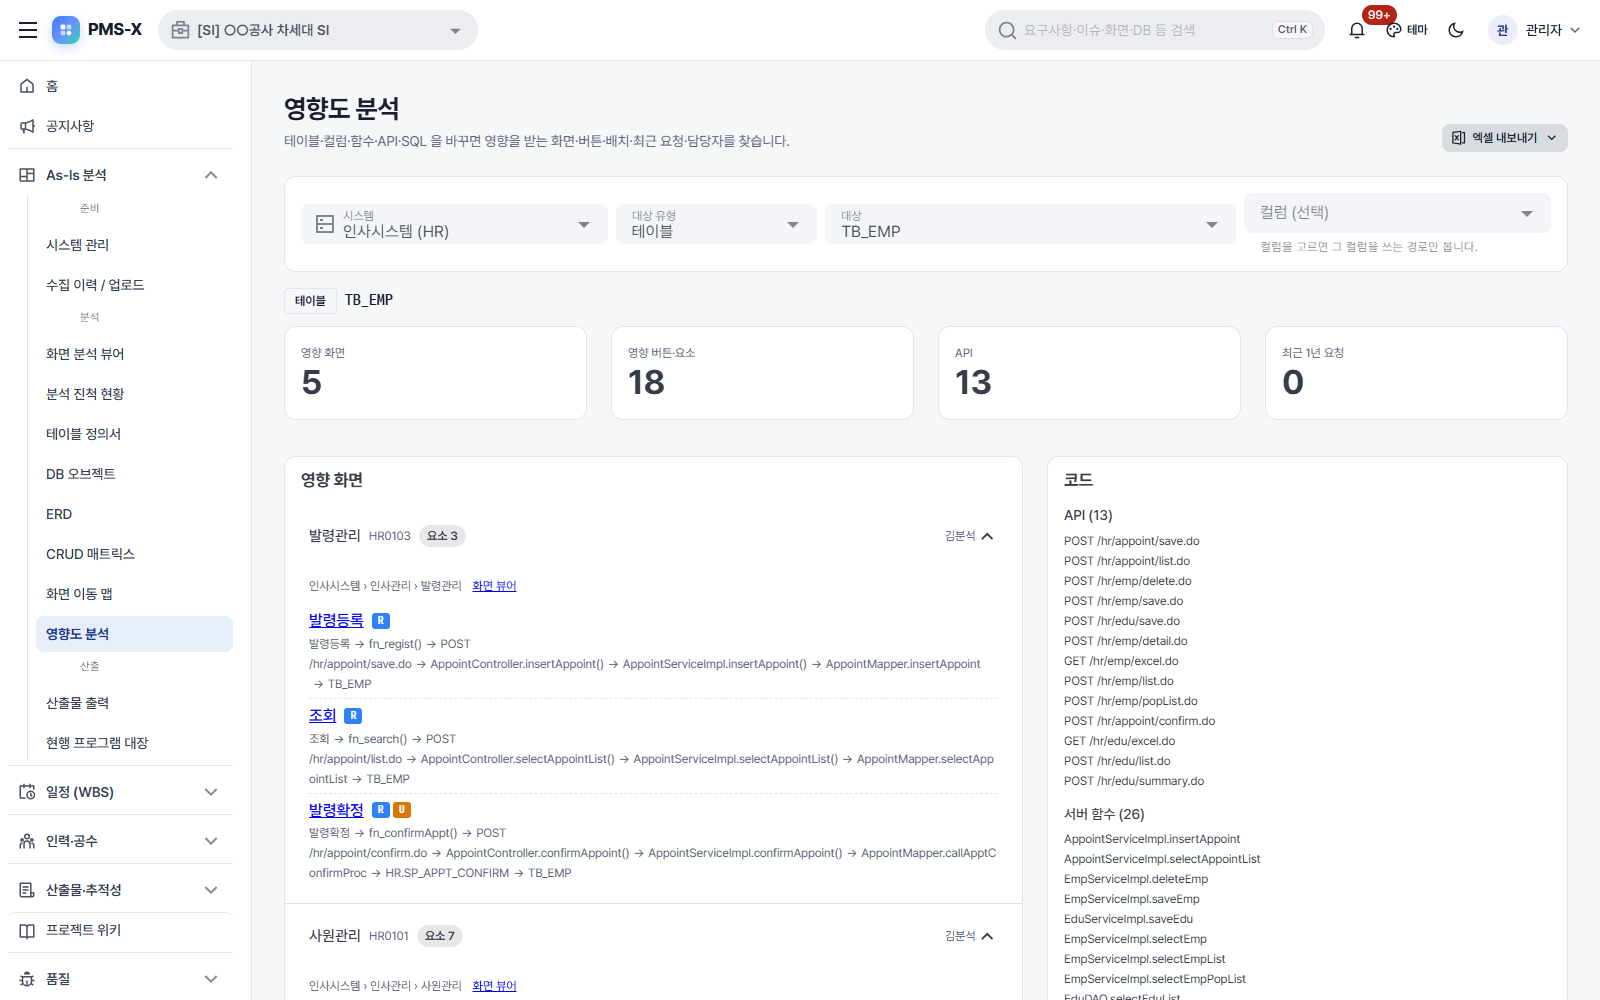 PMS-X
[SI] 〇〇공사 차세대 SI
요구사항·이슈·화면·DB 등 검색
Ctrl K
99+
테마
관
관리자
홈
공지사항
As-Is 분석
준비
시스템 관리
수집 이력 / 업로드
분석
화면 분석 뷰어
분석 진척 현황
테이블 정의서
DB 오브젝트
ERD
CRUD 매트릭스
화면 이동 맵
영향도 분석
산출
산출물 출력
현행 프로그램 대장
일정 (WBS)
인력·공수
산출물·추적성
프로젝트 위키
품질
영향도 분석
테이블·컬럼·함수·API·SQL 을 바꾸면 영향을 받는 화면·버튼·배치·최근 요청·담당자를 찾습니다.
엑셀 내보내기
시스템
인사시스템 (HR)
대상 유형
테이블
대상
TB_EMP
컬럼 (선택)
컬럼을 고르면 그 컬럼을 쓰는 경로만 봅니다.
테이블
TB_EMP
영향 화면
5
영향 버튼·요소
18
API
13
최근 1년 요청
0
영향 화면
발령관리 HR0103 요소 3
김분석
인사시스템 › 인사관리 › 발령관리 화면 뷰어
발령등록 R
발령등록 → fn_regist() → POST
/hr/appoint/save.do → AppointController.insertAppoint() → AppointServiceImpl.insertAppoint() → AppointMapper.insertAppoint
→ TB_EMP
조회 R
조회 → fn_search() → POST
/hr/appoint/list.do → AppointController.selectAppointList() → AppointServiceImpl.selectAppointList() → AppointMapper.selectApp
ointList → TB_EMP
발령확정 R U
발령확정 → fn_confirmAppt() → POST
/hr/appoint/confirm.do → AppointController.confirmAppoint() → AppointServiceImpl.confirmAppoint() → AppointMapper.callApptC
onfirmProc → HR.SP_APPT_CONFIRM → TB_EMP
사원관리 HR0101 요소 7
김분석
인사시스템 › 인사관리 › 사원관리 화면 뷰어
코드
API (13)
POST /hr/appoint/save.do
POST /hr/appoint/list.do
POST /hr/emp/delete.do
POST /hr/emp/save.do
POST /hr/edu/save.do
POST /hr/emp/detail.do
GET /hr/emp/excel.do
POST /hr/emp/list.do
POST /hr/emp/popList.do
POST /hr/appoint/confirm.do
GET /hr/edu/excel.do
POST /hr/edu/list.do
POST /hr/edu/summary.do
서버 함수 (26)
AppointServiceImpl.insertAppoint
AppointServiceImpl.selectAppointList
EmpServiceImpl.deleteEmp
EmpServiceImpl.saveEmp
EduServiceImpl.saveEdu
EmpServiceImpl.selectEmp
EmpServiceImpl.selectEmpList
EmpServiceImpl.selectEmpPopList
EduDAO.selectEduList